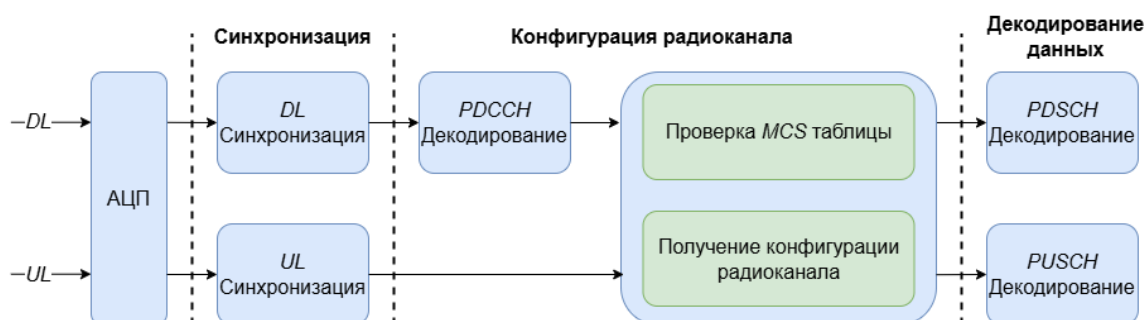 Синхронизация
Конфигурация радиоканала
Декодирование
данных
DL
АЦП
UL
DL
Синхронизация
UL
Синхронизация
PDCCH
Декодирование
Проверка MCS таблицы
Получение конфигурации
радиоканала
PDSCH
Декодирование
PUSCH
Декодирование